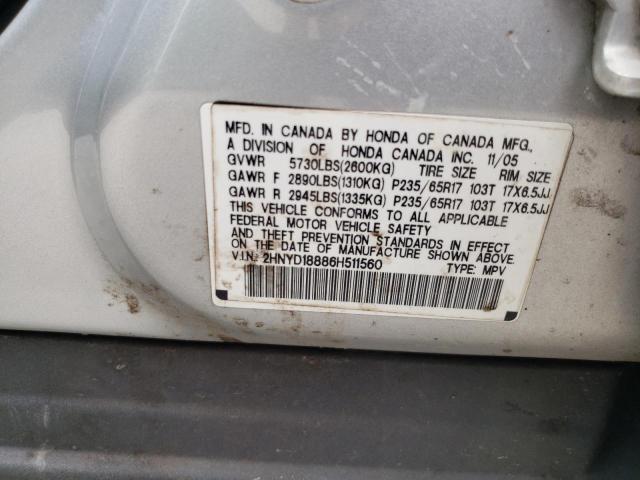 MFD. IN CANADA BY HONDA OF CANADA MFG.,
A DIVISION OF HONDA CANADA INC. 11/05
GVWR 5730LBS(2600KG) TIRE SIZE RIM SIZE
GAWR F 2890LBS(1310KG) P235/65R17 103T 17X6.5JJ
GAWR R 2945LBS(1335KG) P235/65R17 103T 17X6.5JJ
THIS VEHICLE CONFORMS TO ALL APPLICABLE
FEDERAL MOTOR VEHICLE SAFETY
AND THEFT PREVENTION STANDARDS IN EFFECT
ON THE DATE OF MANUFACTURE SHOWN ABOVE.
V.I.N.: 2HNYD18886H511560 TYPE: MPV